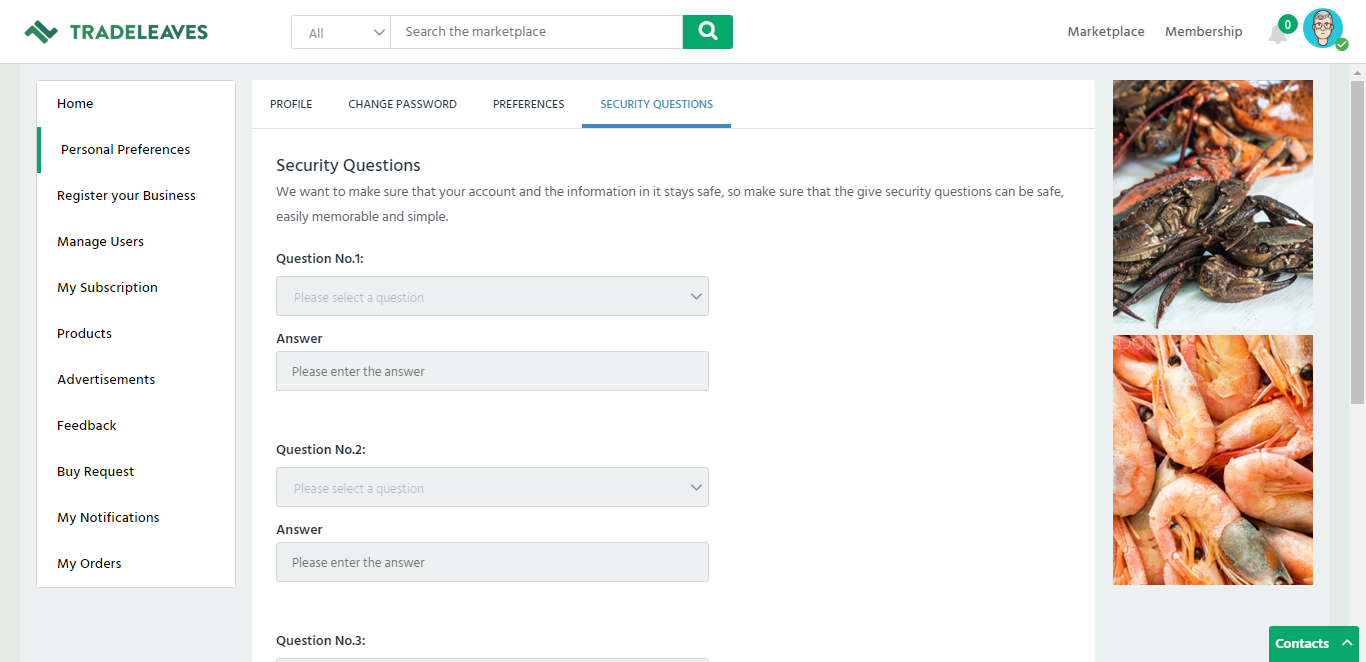 TRADELEAVES
All
Search the marketplace
Marketplace
Membership
0
Home
Personal Preferences
Register your Business
Manage Users
My Subscription
Products
Advertisements
Feedback
Buy Request
My Notifications
My Orders
PROFILE
CHANGE PASSWORD
PREFERENCES
SECURITY QUESTIONS
Security Questions
We want to make sure that your account and the information in it stays safe, so make sure that the give security questions can be safe,
easily memorable and simple.
Question No.1:
Please select a question
Answer
Please enter the answer
Question No.2:
Please select a question
Answer
Please enter the answer
Question No.3:
Contacts